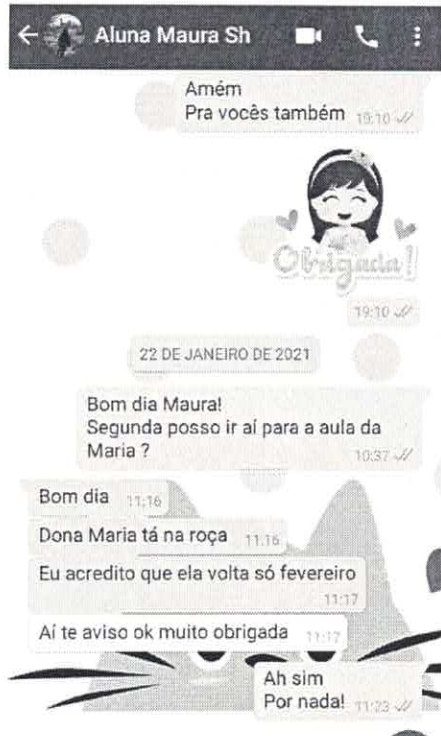 Aluna Maura Sh
Amém
Pra vocês também 19:10
Obrigada!
19:10
22 DE JANEIRO DE 2021
Bom dia Maura!
Segunda posso ir aí para a aula da
Maria ?
10:37
Bom dia 11:16
Dona Maria tá na roça 11:16
Eu acredito que ela volta só fevereiro
11:17
Aí te aviso ok muito obrigada 11:17
Ah sim
Por nada! 11:23